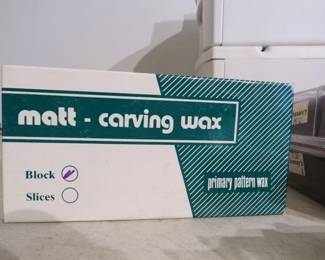 matt - carving wax
Block
Slices
primary pattern wax